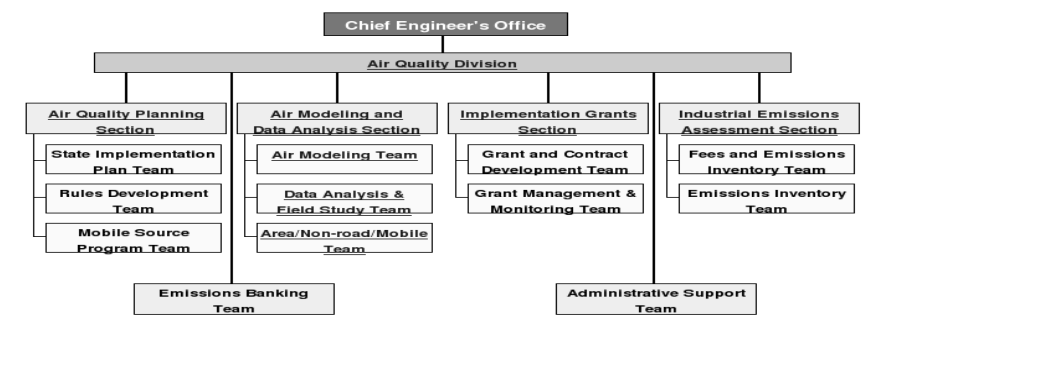 Chief Engineer's Office
Air Quality Division
Air Quality Planning
Section
State Implementation
Plan Team
Rules Development
Team
Mobile Source
Program Team
Air Modeling and
Data Analysis Section
Air Modeling Team
Data Analysis &
Field Study Team
Area/Non-road/Mobile
Team
Implementation Grants
Section
Grant and Contract
Development Team
Grant Management &
Monitoring Team
Industrial Emissions
Assessment Section
Fees and Emissions
Inventory Team
Emissions Inventory
Team
Emissions Banking
Team
Administrative Support
Team